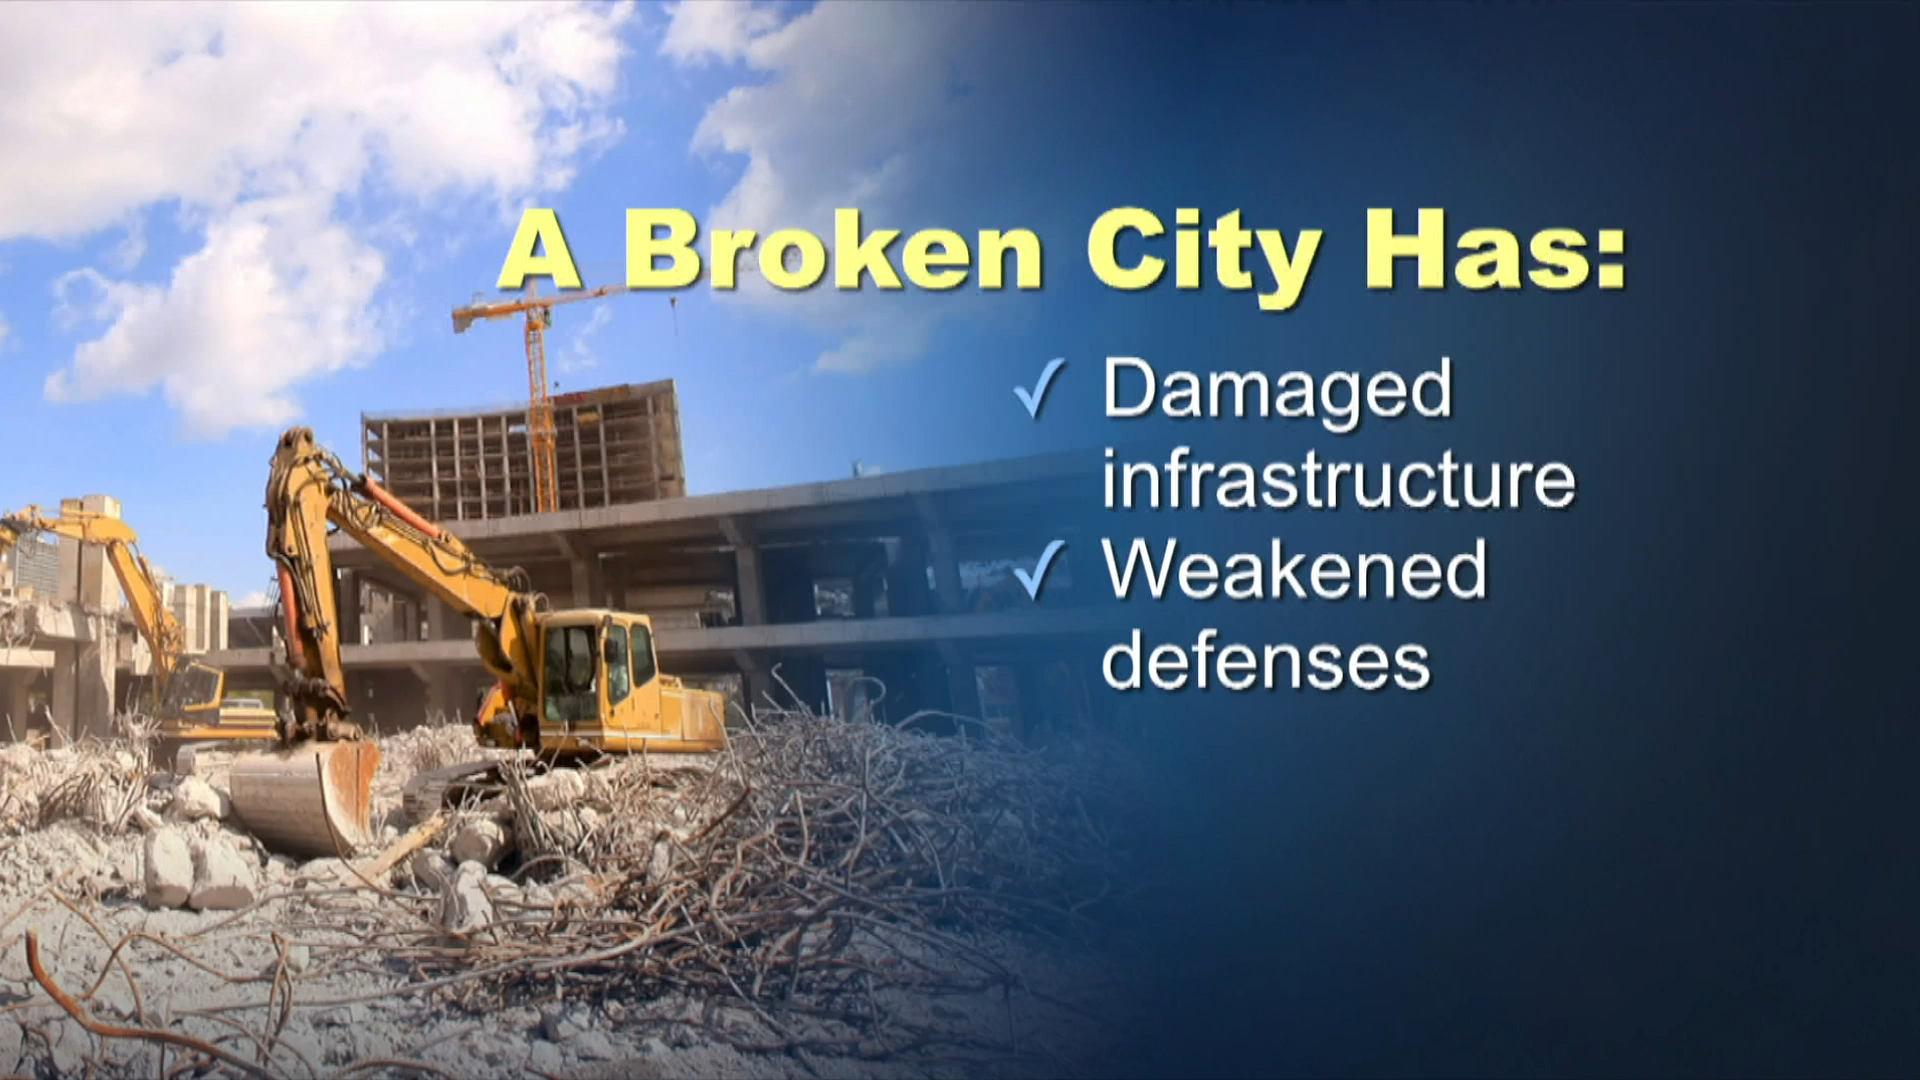 A Broken City Has:
✓ Damaged
infrastructure
✓ Weakened
defenses